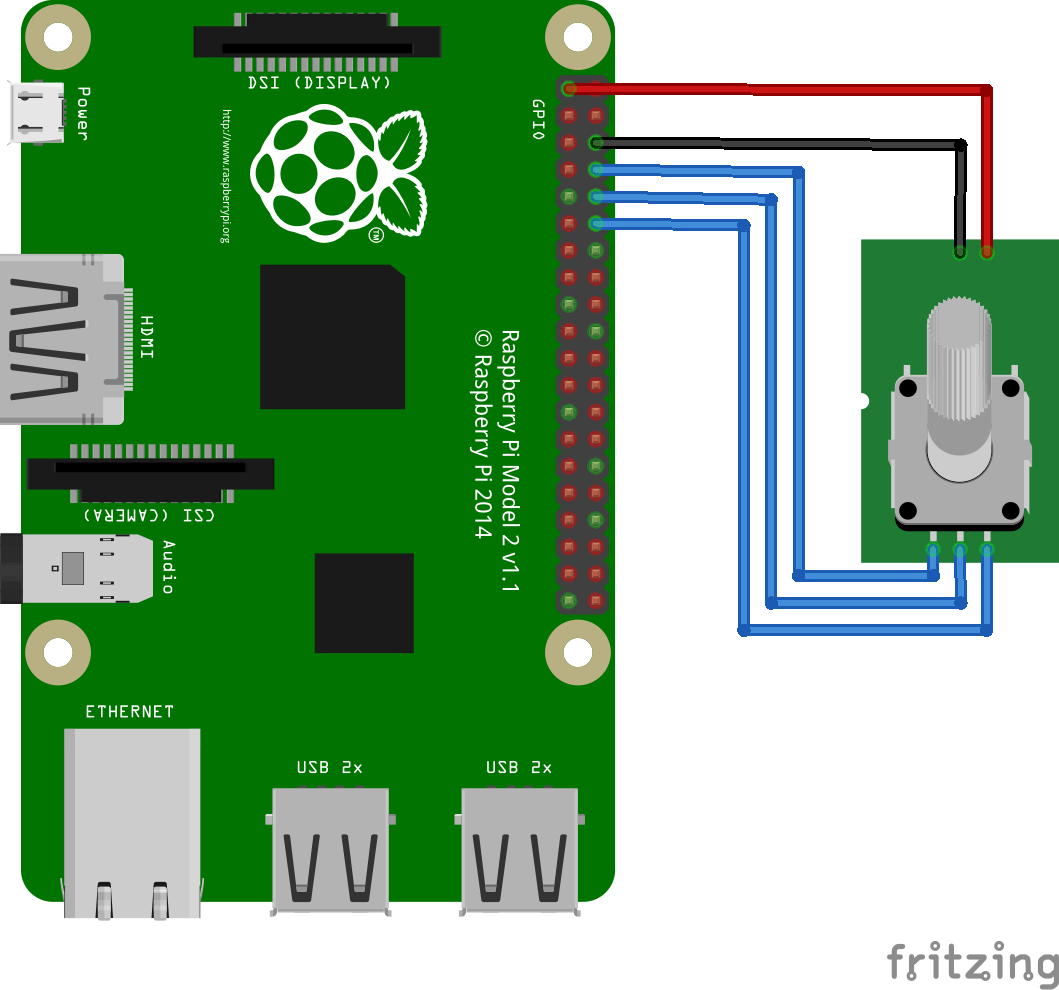 DSI (DISPLAY)
Power
http://www.raspberrypi.org
TM
GPIO
HDMI
Raspberry Pi Model 2 v1.1
© Raspberry Pi 2014
CSI (CAMERA)
Audio
ETHERNET
USB 2x
USB 2x
fritzing